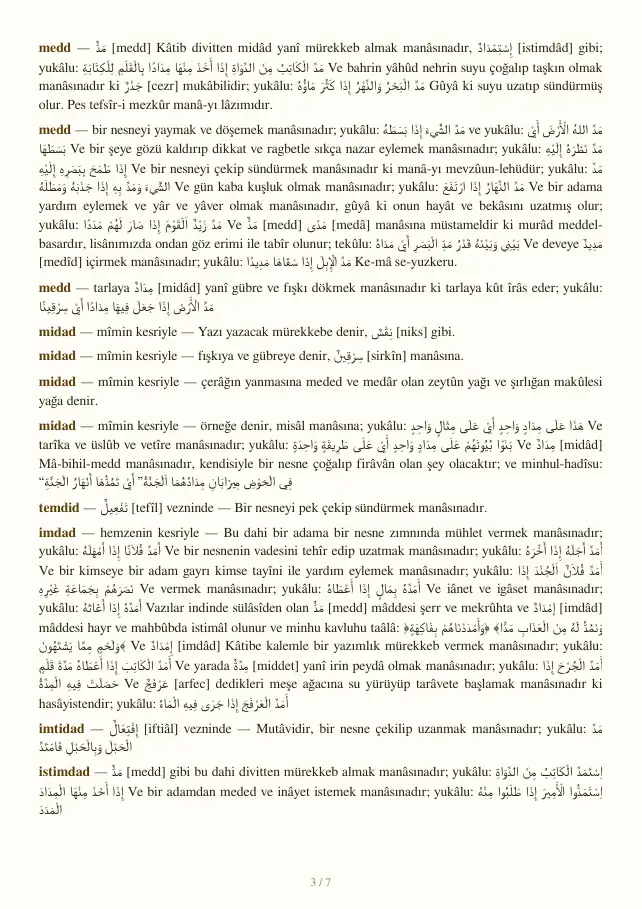 medd — مَدٌّ [medd] Kâtib divitten midâd yanî mürekkeb almak manâsınadır, اِسْتِمْدَادٌ [istimdâd] gibi;
yukâlu: مَدَّ الْكَاتِبُ مِنَ الدَّوَاةِ إِذَا أَخَذَ مِنْهَا مِدَادًا بِالْقَلَمِ لِلْكِتَابَةِ Ve bahrin yâhûd nehrin suyu çoğalıp taşkın olmak
manâsınadır ki جَذْرٌ [cezr] mukâbilidir; yukâlu: مَدَّ الْبَحْرُ وَالنَّهْرُ إِذَا كَثُرَ مَاؤُهُ Gûyâ ki suyu uzatıp sündürmüş
olur. Pes tefsîr-i mezkûr manâ-yı lâzımıdır.
medd — bir nesneyi yaymak ve döşemek manâsınadır; yukâlu: مَدَّ الشَّيْءَ إِذَا بَسَطَهُ ve yukâlu: مَدَّ اللهُ الْأَرْضَ أَيْ
بَسَطَهَا Ve bir şeye gözü kaldırıp dikkat ve ragbetle sıkça nazar eylemek manâsınadır; yukâlu: مَدَّ نَظَرَهُ إِلَيْهِ
إِذَا طَمَحَ بِبَصَرِهِ إِلَيْهِ Ve bir nesneyi çekip sündürmek manâsınadır ki manâ-yı mevzûun-lehüdür; yukâlu: مَدَّ
الشَّيْءَ وَمَدَّ بِهِ إِذَا جَذَبَهُ وَمَطَلَهُ Ve gün kaba kuşluk olmak manâsınadır; yukâlu: مَدَّ النَّهَارُ إِذَا ارْتَفَعَ Ve bir adama
yardım eylemek ve yâr ve yâver olmak manâsınadır, gûyâ ki onun hayât ve bekâsını uzatmış olur;
yukâlu: مَدَّ زَيْدٌ الْقَوْمَ إِذَا صَارَ لَهُمْ مَدَدًا Ve مَدٌّ [medd] مَدًى [medâ] manâsına müstameldir ki murâd meddel-
basardır, lisânımızda ondan göz erimi ile tabîr olunur; tekûlu: بَيْنِي وَبَيْنَهُ قَدْرُ مَدِّ الْبَصَرِ أَيْ مَدَاهُ Ve deveye مَدِيدٌ
[medîd] içirmek manâsınadır; yukâlu: مَدَّ الْإِبِلَ إِذَا سَقَاهَا مَدِيدًا Ke-mâ se-yuzkeru.
medd — tarlaya مِدَادٌ [midâd] yanî gübre ve fışkı dökmek manâsınadır ki tarlaya kût îrâs eder; yukâlu:
مَدَّ الْأَرْضَ إِذَا جَعَلَ فِيهَا مِدَادًا أَيْ سِرْقِينًا
midad — mîmin kesriyle — Yazı yazacak mürekkebe denir, نِقْسٌ [niks] gibi.
midad — mîmin kesriyle — fışkıya ve gübreye denir, سِرْقِينٌ [sirkîn] manâsına.
midad — mîmin kesriyle — çerâğın yanmasına meded ve medâr olan zeytûn yağı ve şırlığan makûlesi
yağa denir.
midad — mîmin kesriyle — örneğe denir, misâl manâsına; yukâlu: هَذَا عَلَى مِدَادٍ وَاحِدٍ أَيْ عَلَى مِثَالٍ وَاحِدٍ Ve
tarîka ve üslûb ve vetîre manâsınadır; yukâlu: بَنَوْا بُيُوتَهُمْ عَلَى مِدَادٍ وَاحِدٍ أَيْ عَلَى طَرِيقَةٍ وَاحِدَةٍ Ve مِدَادٌ [midâd]
Mâ-bihil-medd manâsınadır, kendisiyle bir nesne çoğalıp firâvân olan şey olacaktır; ve minhul-hadîsu:
“فِي الْحَوْضِ مِيزَابَانِ مِدَادُهُمَا اَلْجَنَّةُ” أَيْ تَمُدُّهَا أَنْهَارُ الْجَنَّةِ
temdid — تَفْعِيلٌ [tefîl] vezninde — Bir nesneyi pek çekip sündürmek manâsınadır.
imdad — hemzenin kesriyle — Bu dahi bir adama bir nesne zımnında mühlet vermek manâsınadır;
yukâlu: أَمَدَّ فُلَانًا إِذَا أَمْهَلَهُ Ve bir nesnenin vadesini tehîr edip uzatmak manâsınadır; yukâlu: أَمَدَّ أَجَلَهُ إِذَا أَخَّرَهُ
Ve bir kimseye bir adam gayrı kimse tayîni ile yardım eylemek manâsınadır; yukâlu: أَمَدَّ فُلَانٌ اَلْجُنْدَ إِذَا
نَصَرَهُمْ بِجَمَاعَةِ غَيْرِهِ Ve vermek manâsınadır; yukâlu: أَمَدَّهُ بِمَالٍ إِذَا أَعْطَاهُ Ve iânet ve igâset manâsınadır;
yukâlu: أَمَدَّهُ إِذَا أَغَاثَهُ Vazılar indinde sülâsîden olan مَدٌّ [medd] mâddesi şerr ve mekrûhta ve إِمْدَادٌ [imdâd]
mâddesi hayr ve mahbûbda istimâl olunur ve minhu kavluhu taâlâ: ﴿وَنَمُدُّ لَهُ مِنَ الْعَذَابِ مَدًّا﴾ ﴿وَأَمْدَدْنَاهُمْ بِفَاكِهَةٍ
وَلَحْمٍ مِمَّا يَشْتَهُونَ﴾ Ve إِمْدَادٌ [imdâd] Kâtibe kalemle bir yazımlık mürekkeb vermek manâsınadır; yukâlu:
أَمَدَّ الْكَاتِبَ إِذَا أَعْطَاهُ مَدَّةَ قَلَمٍ Ve yarada مِدَّةٌ [middet] yanî irin peydâ olmak manâsınadır; yukâlu: أَمَدَّ الْجُرْحُ إِذَا
حَصَلَتْ فِيهِ الْمِدَّةُ Ve عَرْفَجٌ [arfec] dedikleri meşe ağacına su yürüyüp tarâvete başlamak manâsınadır ki
hasâyistendir; yukâlu: أَمَدَّ الْعَرْفَجُ إِذَا جَرَى فِيهِ الْمَاءُ
imtidad — اِفْتِعَالٌ [iftiâl] vezninde — Mutâvidir, bir nesne çekilip uzanmak manâsınadır; yukâlu: مَدَّ
الْحَبْلَ وَبِالْحَبْلِ فَامْتَدَّ
istimdad — مَدٌّ [medd] gibi bu dahi divitten mürekkeb almak manâsınadır; yukâlu: اِسْتَمَدَّ الْكَاتِبُ مِنَ الدَّوَاةِ
إِذَا أَخَذَ مِنْهَا الْمِدَادَ Ve bir adamdan meded ve inâyet istemek manâsınadır; yukâlu: اِسْتَمَدُّوا الْأَمِيرَ إِذَا طَلَبُوا مِنْهُ
الْمَدَدَ
3 / 7